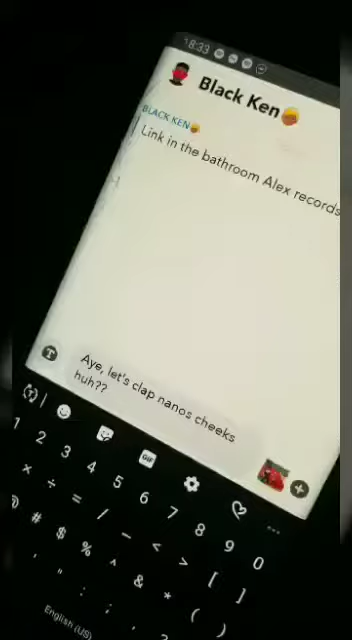 18:33
Black Ken
BLACK KEN
Link in the bathroom Alex records
Aye, let's clap nanos cheeks
huh??
T
GIF
1 2 3 4 5 6 7 8 9 0
× ÷ = / _ < > [ ]
@ # $ % ^ & * ( )
' " : ; , ?
English (US)